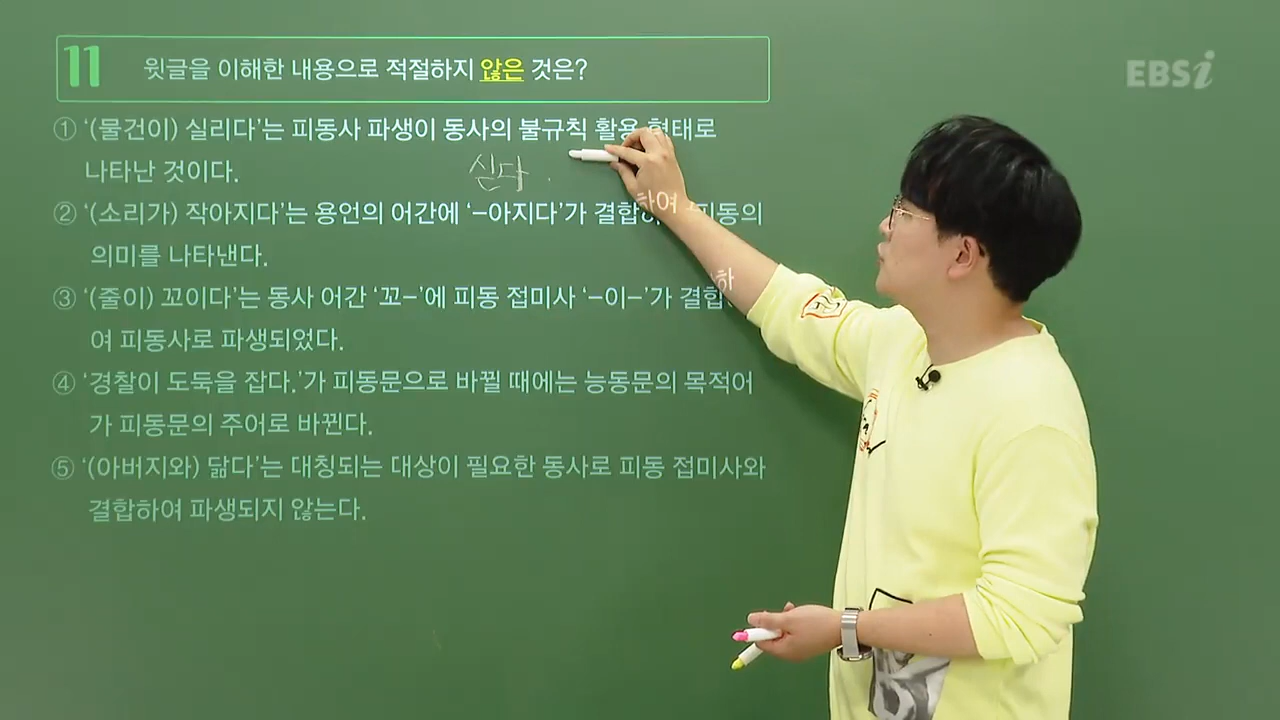 11 윗글을 이해한 내용으로 적절하지 않은 것은?
EBSi
① ‘(물건이) 실리다’는 피동사 파생이 동사의 불규칙 활용 형태로
나타난 것이다.
싣다
② ‘(소리가) 작아지다’는 용언의 어간에 ‘–아지다’가 결합하여 피동의
의미를 나타낸다.
③ ‘(줄이) 꼬이다’는 동사 어간 ‘꼬–’에 피동 접미사 ‘–이–’가 결합하
여 피동사로 파생되었다.
④ ‘경찰이 도둑을 잡다.’가 피동문으로 바뀔 때에는 능동문의 목적어
가 피동문의 주어로 바뀐다.
⑤ ‘(아버지와) 닮다’는 대칭되는 대상이 필요한 동사로 피동 접미사와
결합하여 파생되지 않는다.